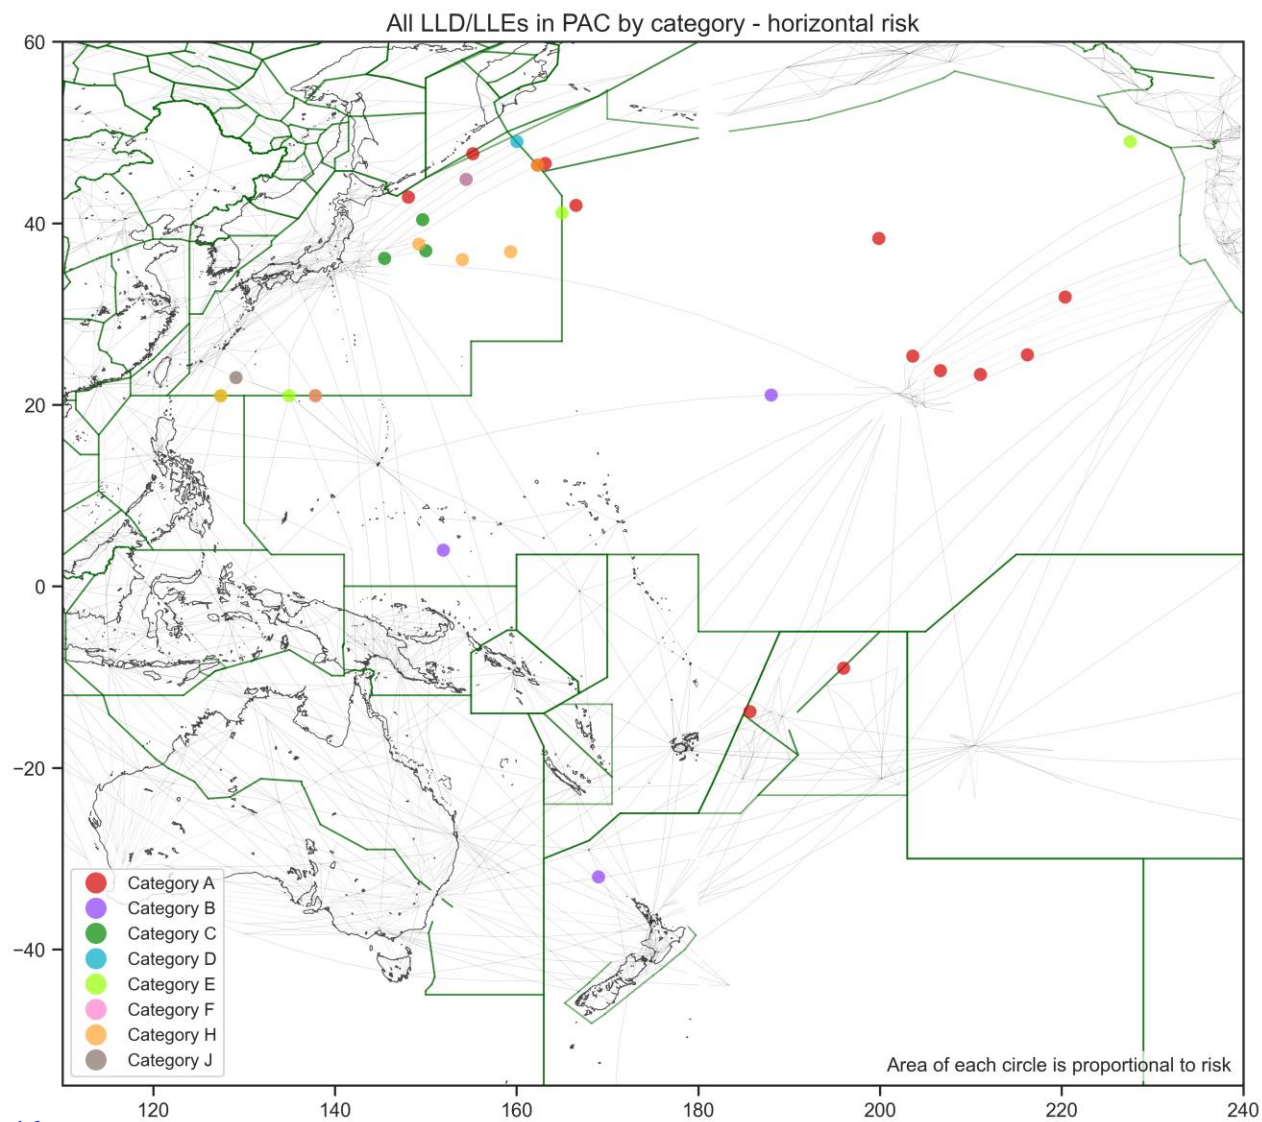 All LLD/LLEs in PAC by category - horizontal risk
60
40
20
0
−20
−40
Category A
Category B
Category C
Category D
Category E
Category F
Category H
Category J
Area of each circle is proportional to risk
120 140 160 180 200 220 240